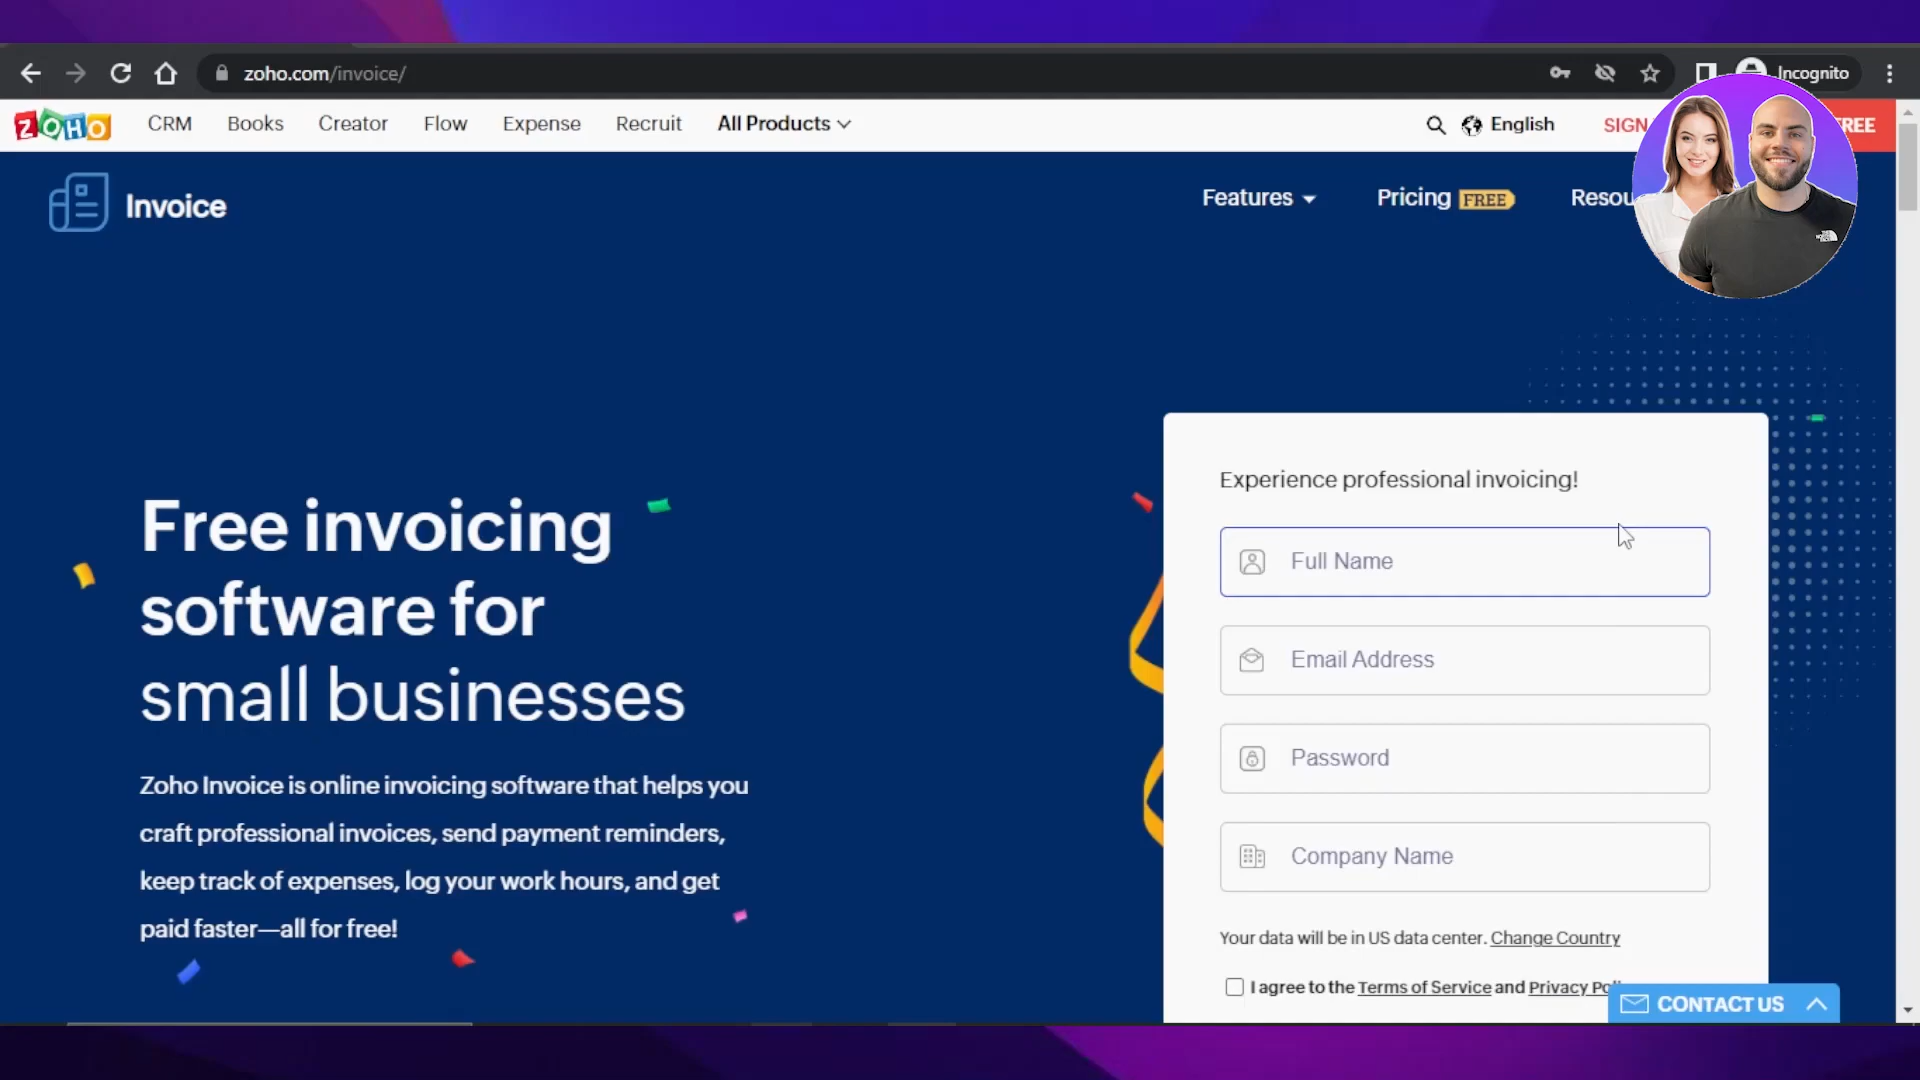 zoho.com/invoice/
Incognito
ZOHO CRM Books Creator Flow Expense Recruit All Products English SIGN FREE
Invoice
Features Pricing FREE
Free invoicing
software for
small businesses
Zoho Invoice is online invoicing software that helps you
craft professional invoices, send payment reminders,
keep track of expenses, log your work hours, and get
paid faster—all for free!
Experience professional invoicing!
Full Name
Email Address
Password
Company Name
Your data will be in US data center. Change Country
I agree to the Terms of Service and Privacy
CONTACT US